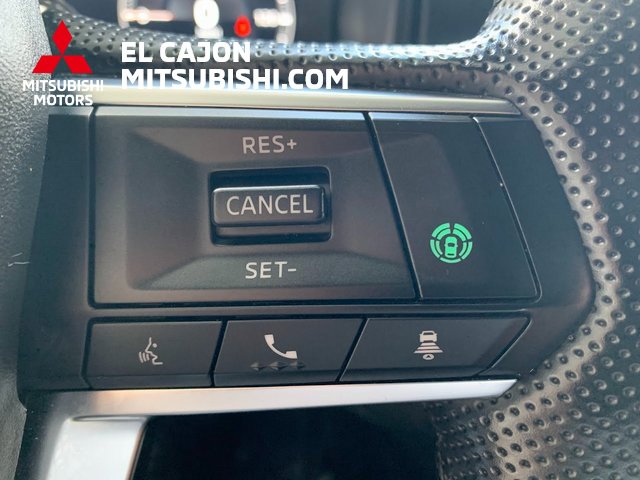 EL CAJON
MITSUBISHI.COM
MITSUBISHI
MOTORS
RES+
CANCEL
SET-